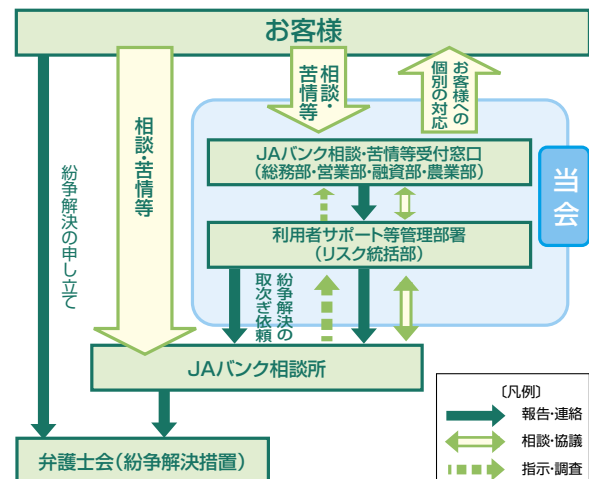 お客様
相談・
苦情等
お客様への
個別の対応
相談・苦情等
紛争解決の申し立て
JAバンク相談・苦情等受付窓口
(総務部・営業部・融資部・農業部)
当会
利用者サポート等管理部署
(リスク統括部)
紛争解決の
取次ぎ依頼
JAバンク相談所
弁護士会(紛争解決措置)
〔凡例〕
報告・連絡
相談・協議
指示・調査